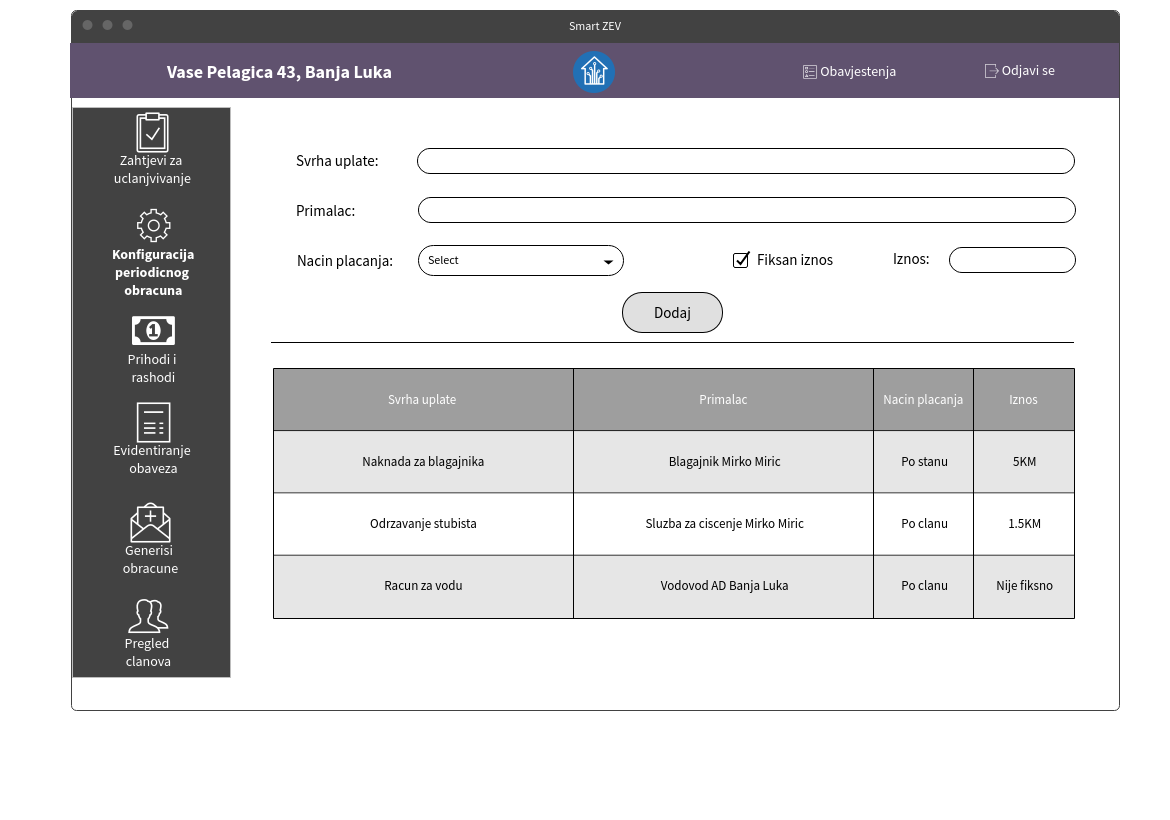 Smart ZEV
Vase Pelagica 43, Banja Luka
Obavjestenja
Odjavi se
Zahtjevi za
uclanjvivanje
Konfiguracija
periodicnog
obracuna
1
Prihodi i
rashodi
Evidentiranje
obaveza
Generisi
obracune
Pregled
clanova
Svrha uplate:
Primalac:
Nacin placanja:
Select
Fiksan iznos
Iznos:
Dodaj
Svrha uplate Primalac Nacin placanja Iznos
Naknada za blagajnika Blagajnik Mirko Miric Po stanu 5KM
Odrzavanje stubista Sluzba za ciscenje Mirko Miric Po clanu 1.5KM
Racun za vodu Vodovod AD Banja Luka Po clanu Nije fiksno